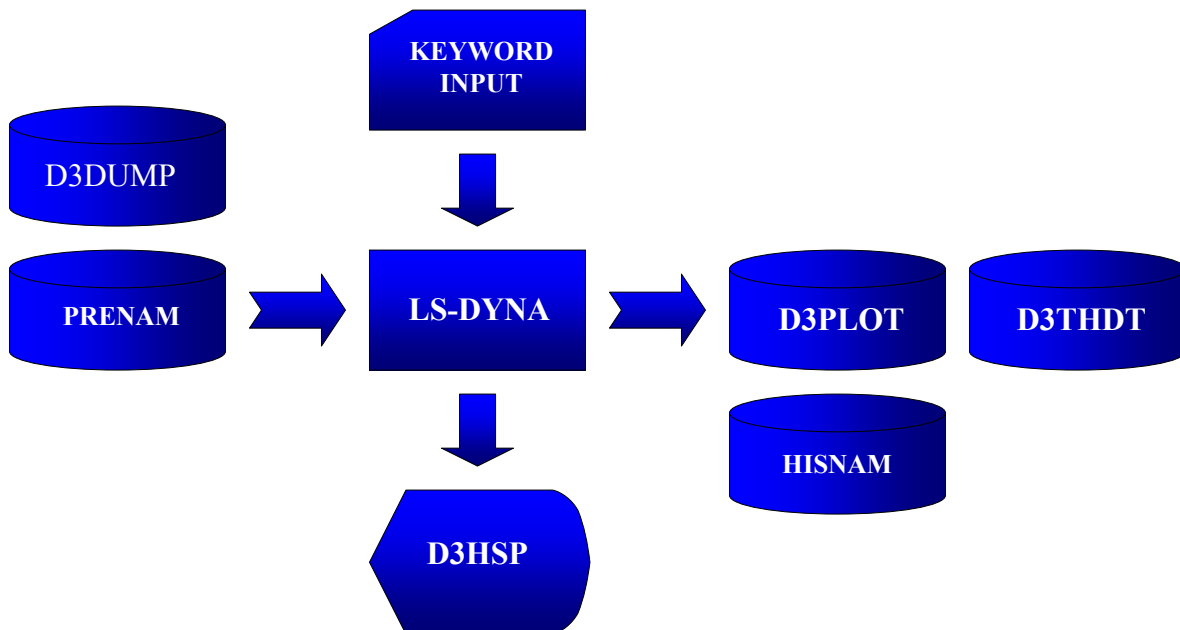 KEYWORD
INPUT
D3DUMP
PRENAM
LS-DYNA
D3PLOT
D3THDT
HISNAM
D3HSP